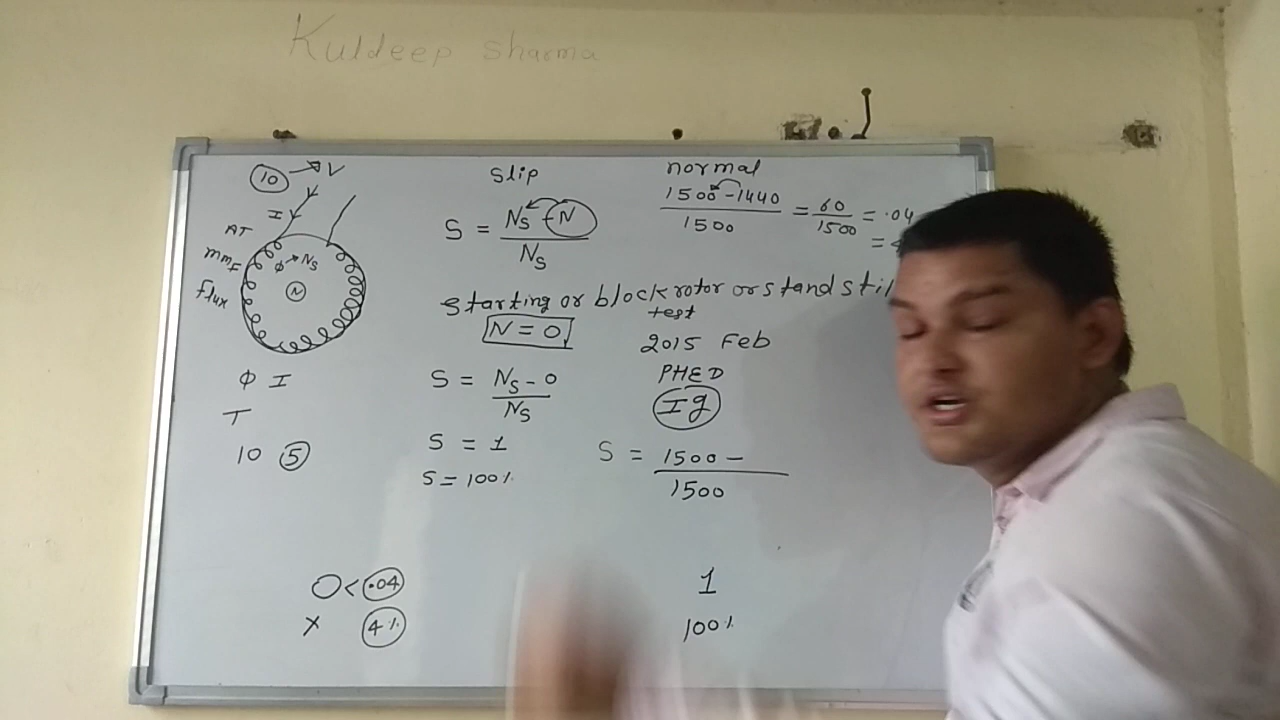 Kuldeep Sharma
10 V
I
AT
mmf
flux
Φ → Ns
N
Φ I
T
10 5
0 < .04
X 4%
Slip
S = Ns - N
Ns
Starting or block rotor or stand stil
test
N = 0
S = Ns - 0
Ns
S = 1
S = 100%
normal
1500 - 1440 = 60 = .04
1500 1500
=
2015 Feb
PHED
Ig
S = 1500 -
1500
1
100%